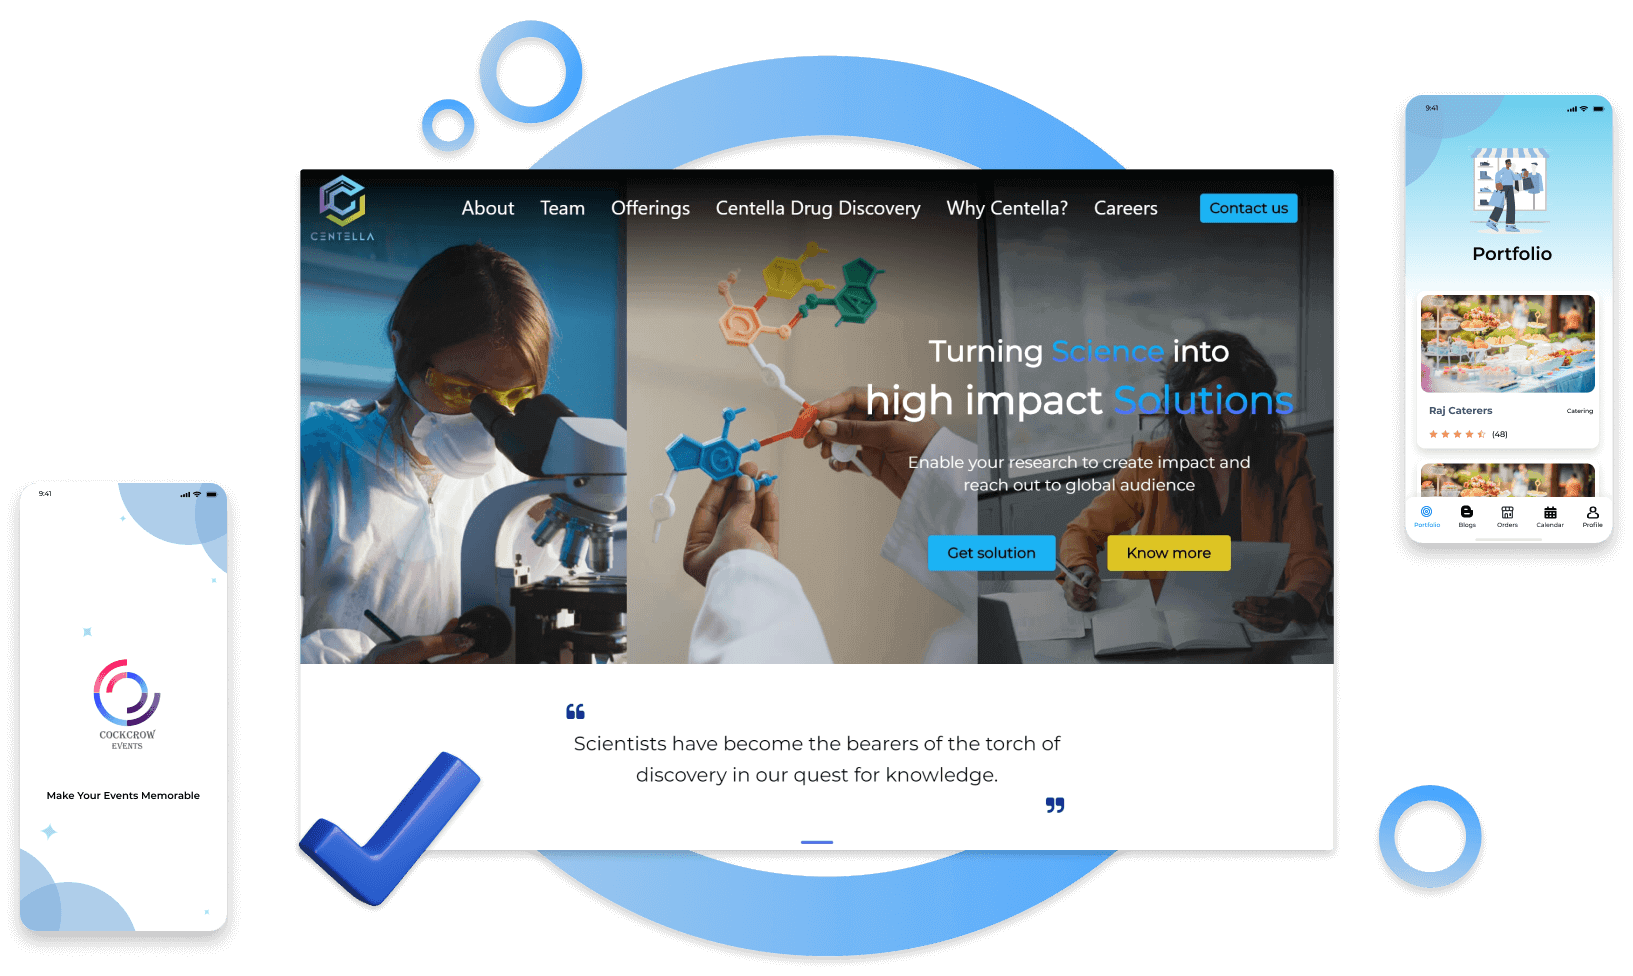 CENTELLA
About Team Offerings Centella Drug Discovery Why Centella? Careers Contact us
Turning Science into
high impact Solutions
Enable your research to create impact and
reach out to global audience
Get solution Know more
“
Scientists have become the bearers of the torch of
discovery in our quest for knowledge.
”
9:41
COCKCROW
EVENTS
Make Your Events Memorable
9:41
Portfolio
Raj Caterers Catering
(48)
Portfolio Blogs Orders Calendar Profile